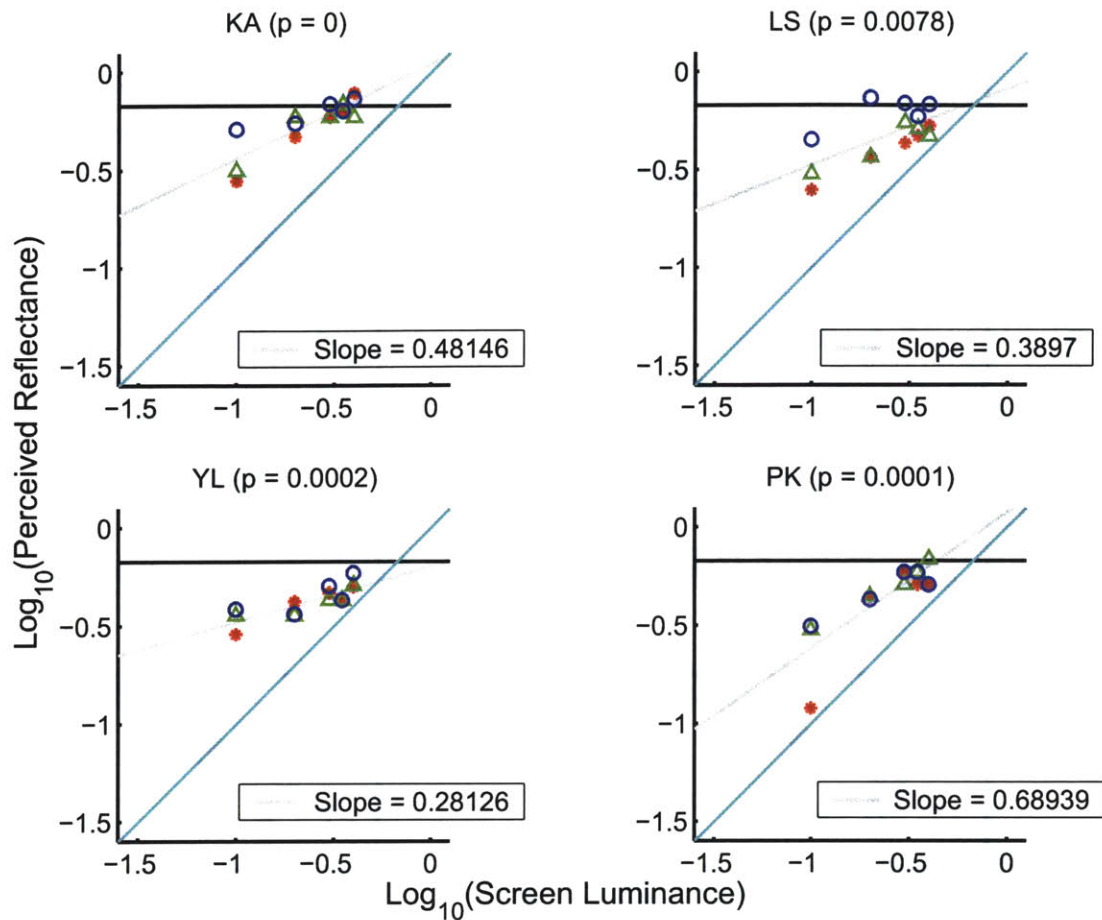 KA (p = 0)
LS (p = 0.0078)
0
−0.5
−1
−1.5
Slope = 0.48146
−1.5 −1 −0.5 0
0
−0.5
−1
−1.5
Slope = 0.3897
−1.5 −1 −0.5 0
Log10(Perceived Reflectance)
YL (p = 0.0002)
PK (p = 0.0001)
0
−0.5
−1
−1.5
Slope = 0.28126
−1.5 −1 −0.5 0
0
−0.5
−1
−1.5
Slope = 0.68939
−1.5 −1 −0.5 0
Log10(Screen Luminance)